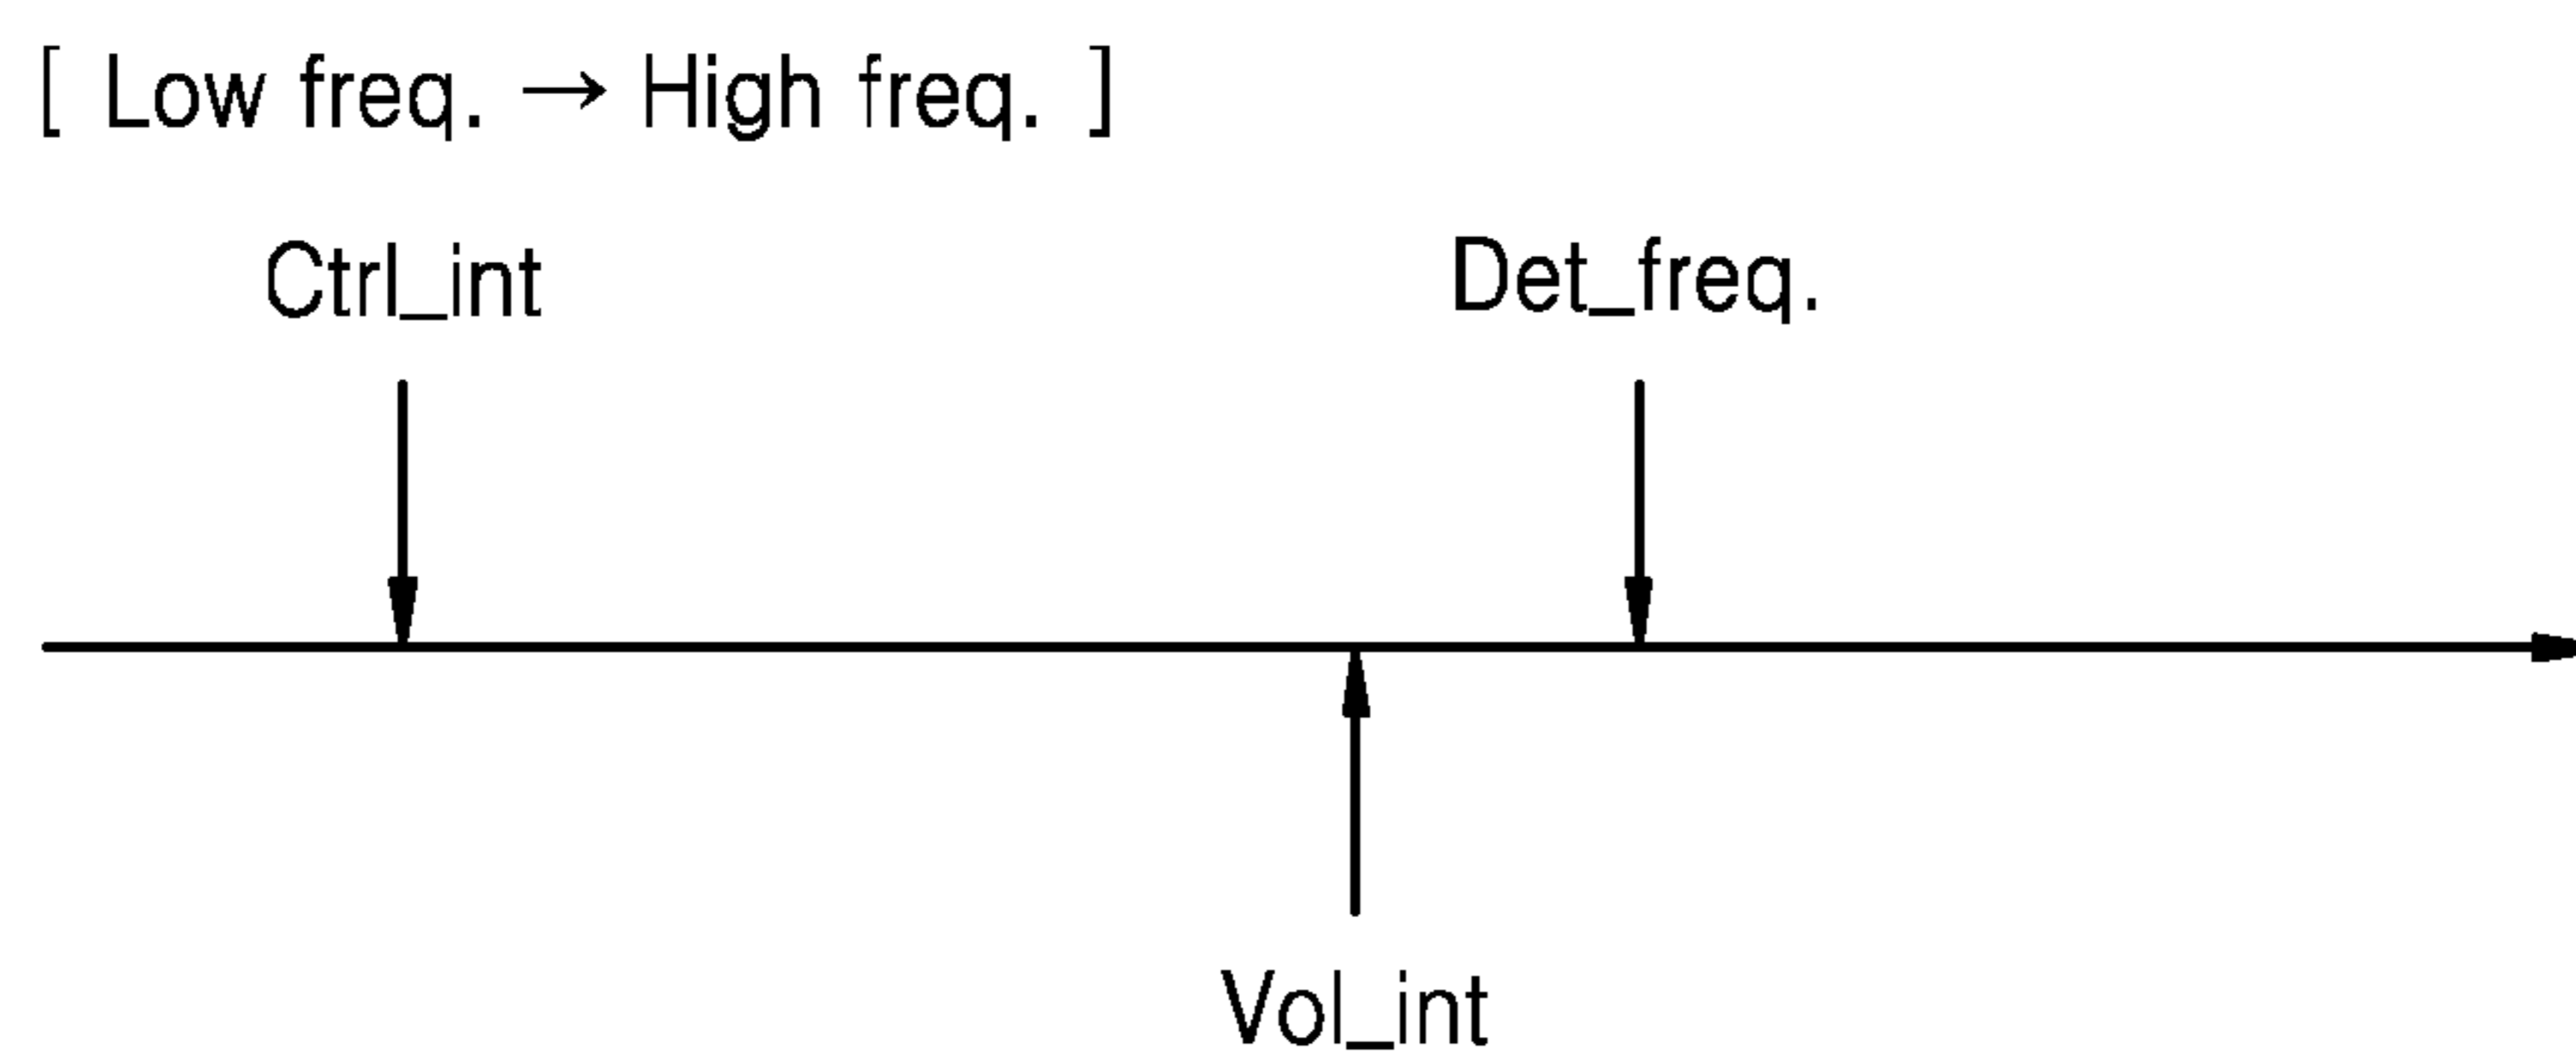 [ Low freq. → High freq. ]
Ctrl_int
Det_freq.
Vol_int